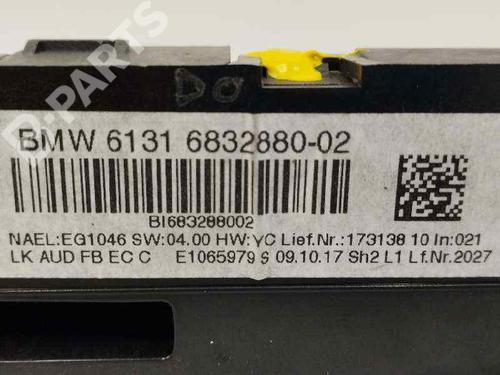 BMW 6131 6832880-02
BI683288002
NAEL:EG1046 SW:04.00 HW:YC Lief.Nr.:173138 10 In:021
LK AUD FB EC C E1065979 S 09.10.17 Sh2 L1 Lf.Nr.2027